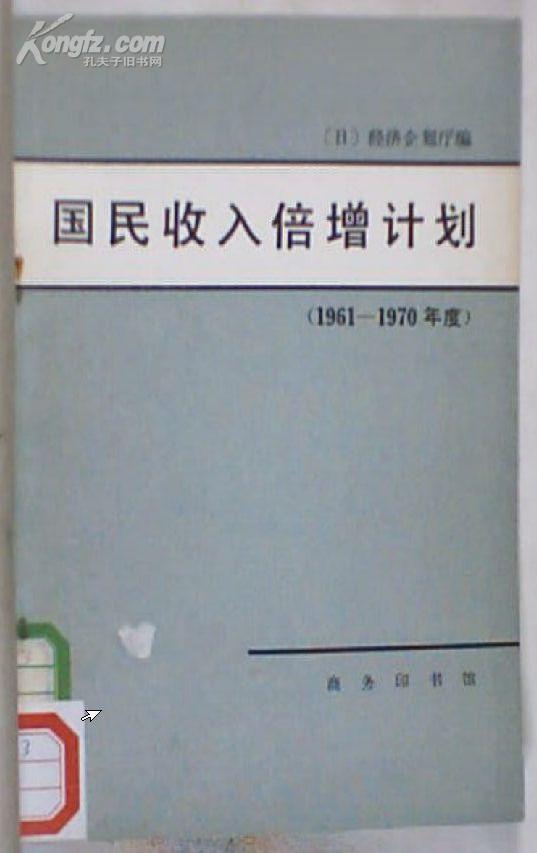 Kongfz.com
孔夫子旧书网
〔日〕经济企划厅编
国民收入倍增计划
（1961—1970年度）
商务印书馆
3